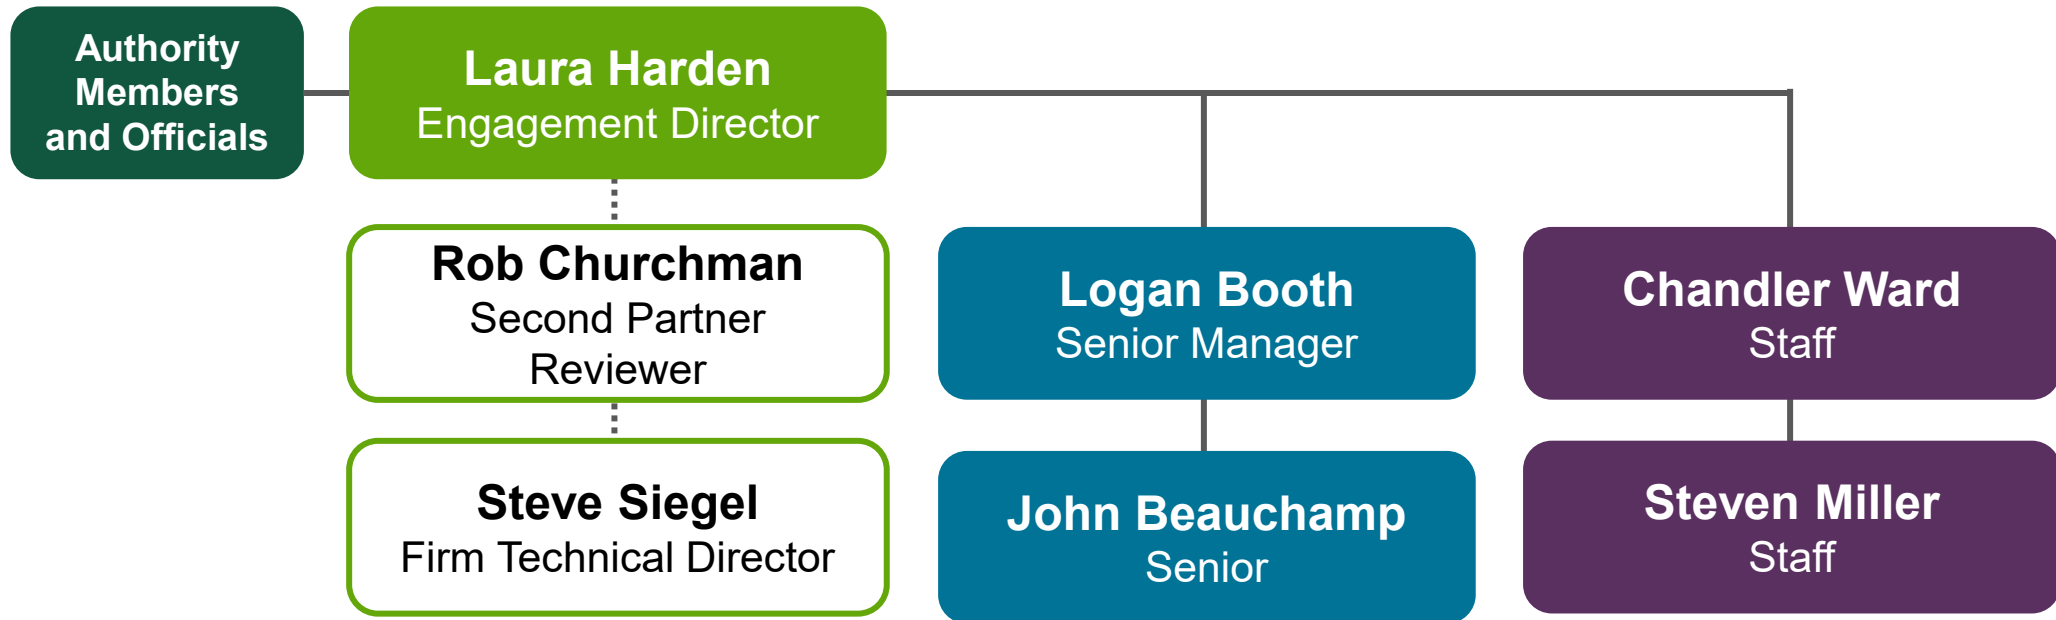 Authority
Members
and Officials
Laura Harden
Engagement Director
Rob Churchman
Second Partner
Reviewer
Logan Booth
Senior Manager
Chandler Ward
Staff
Steve Siegel
Firm Technical Director
John Beauchamp
Senior
Steven Miller
Staff